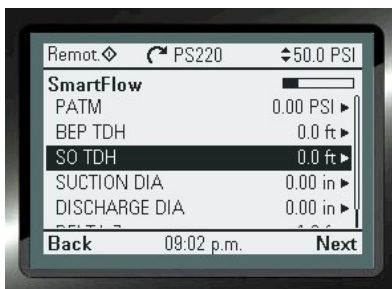 Remot. PS220 50.0 PSI
SmartFlow
PATM 0.00 PSI
BEP TDH 0.0 ft
SO TDH 0.0 ft
SUCTION DIA 0.00 in
DISCHARGE DIA 0.00 in
Back 09:02 p.m. Next